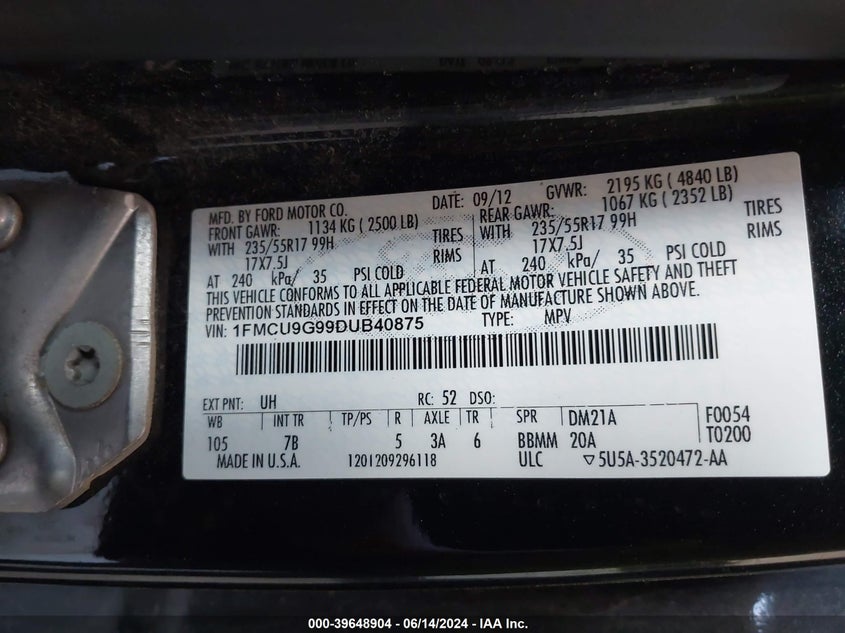 MFD. BY FORD MOTOR CO. DATE: 09/12 GVWR: 2195 KG ( 4840 LB)
FRONT GAWR: 1134 KG ( 2500 LB) REAR GAWR: 1067 KG ( 2352 LB)
WITH 235/55R17 99H TIRES WITH 235/55R17 99H TIRES
17X7.5J RIMS 17X7.5J RIMS
AT 240 kPa/ 35 PSI COLD AT 240 kPa/ 35 PSI COLD
THIS VEHICLE CONFORMS TO ALL APPLICABLE FEDERAL MOTOR VEHICLE SAFETY AND THEFT
PREVENTION STANDARDS IN EFFECT ON THE DATE OF MANUFACTURE SHOWN ABOVE.
VIN: 1FMCU9G99DUB40875 TYPE: MPV
EXT PNT: UH RC: 52 DSO:
WB INT TR TP/PS R AXLE TR SPR DM21A F0054
105 7B 5 3A 6 BBMM 20A T0200
MADE IN U.S.A. 1201209296118 ULC ▽5U5A-3520472-AA
000-39648904 - 06/14/2024 - IAA Inc.